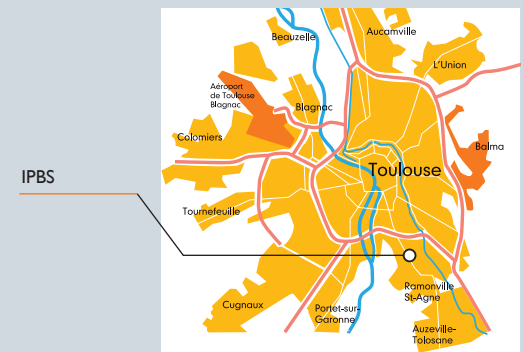 Beauzelle
Aucamville
L'Union
Aéroport
de Toulouse
Blagnac
Blagnac
Colomiers
Balma
Toulouse
IPBS
Tournefeuille
Ramonville
St-Agne
Cugnaux
Portet-sur-
Garonne
Auzeville-
Tolosane